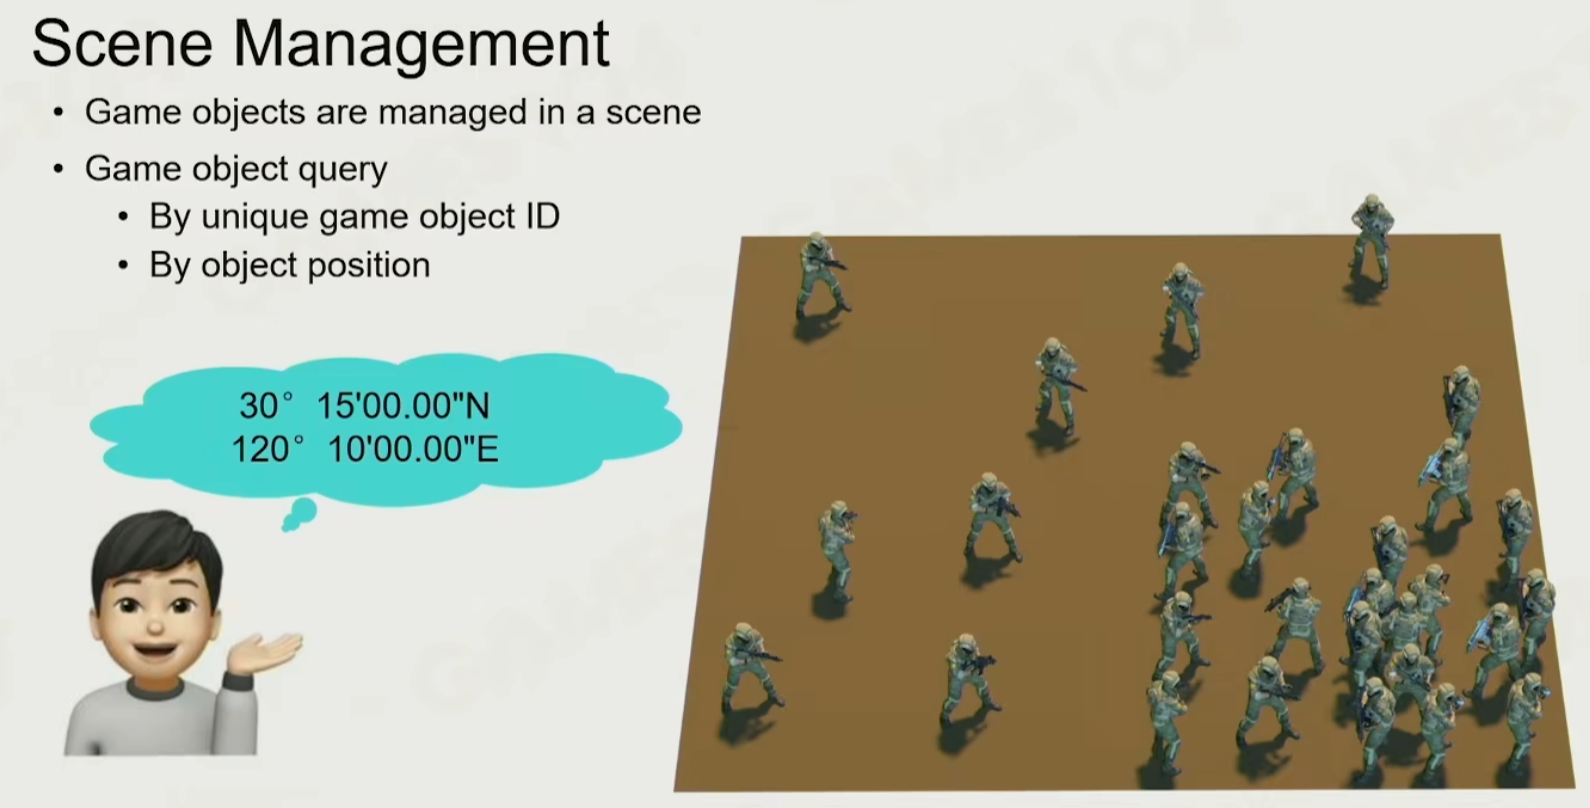 Scene Management
• Game objects are managed in a scene
• Game object query
• By unique game object ID
• By object position
30° 15'00.00"N
120° 10'00.00"E
GAMES104